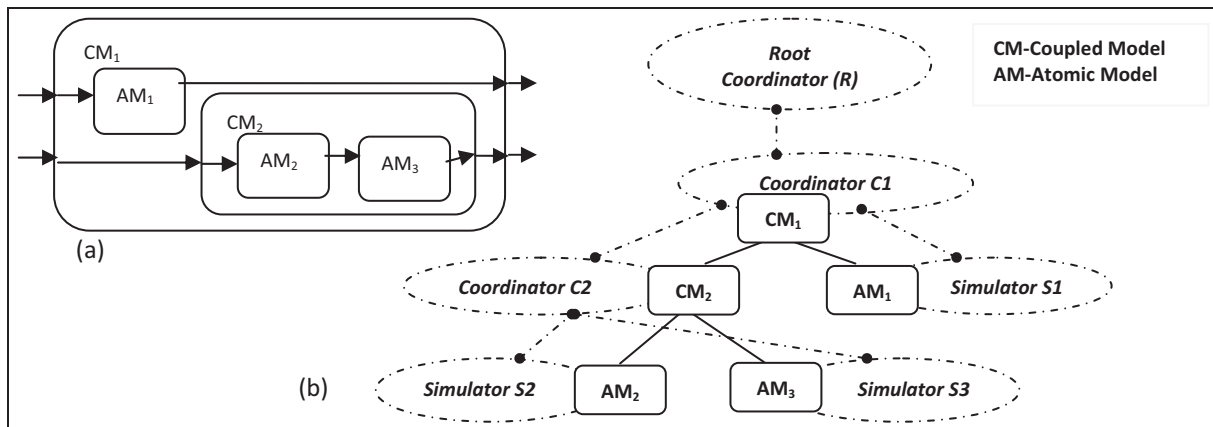 CM₁
AM₁
CM₂
AM₂
AM₃
(a)
Root
Coordinator (R)
CM-Coupled Model
AM-Atomic Model
Coordinator C1
CM₁
Coordinator C2
CM₂
AM₁
Simulator S1
(b)
Simulator S2
AM₂
AM₃
Simulator S3